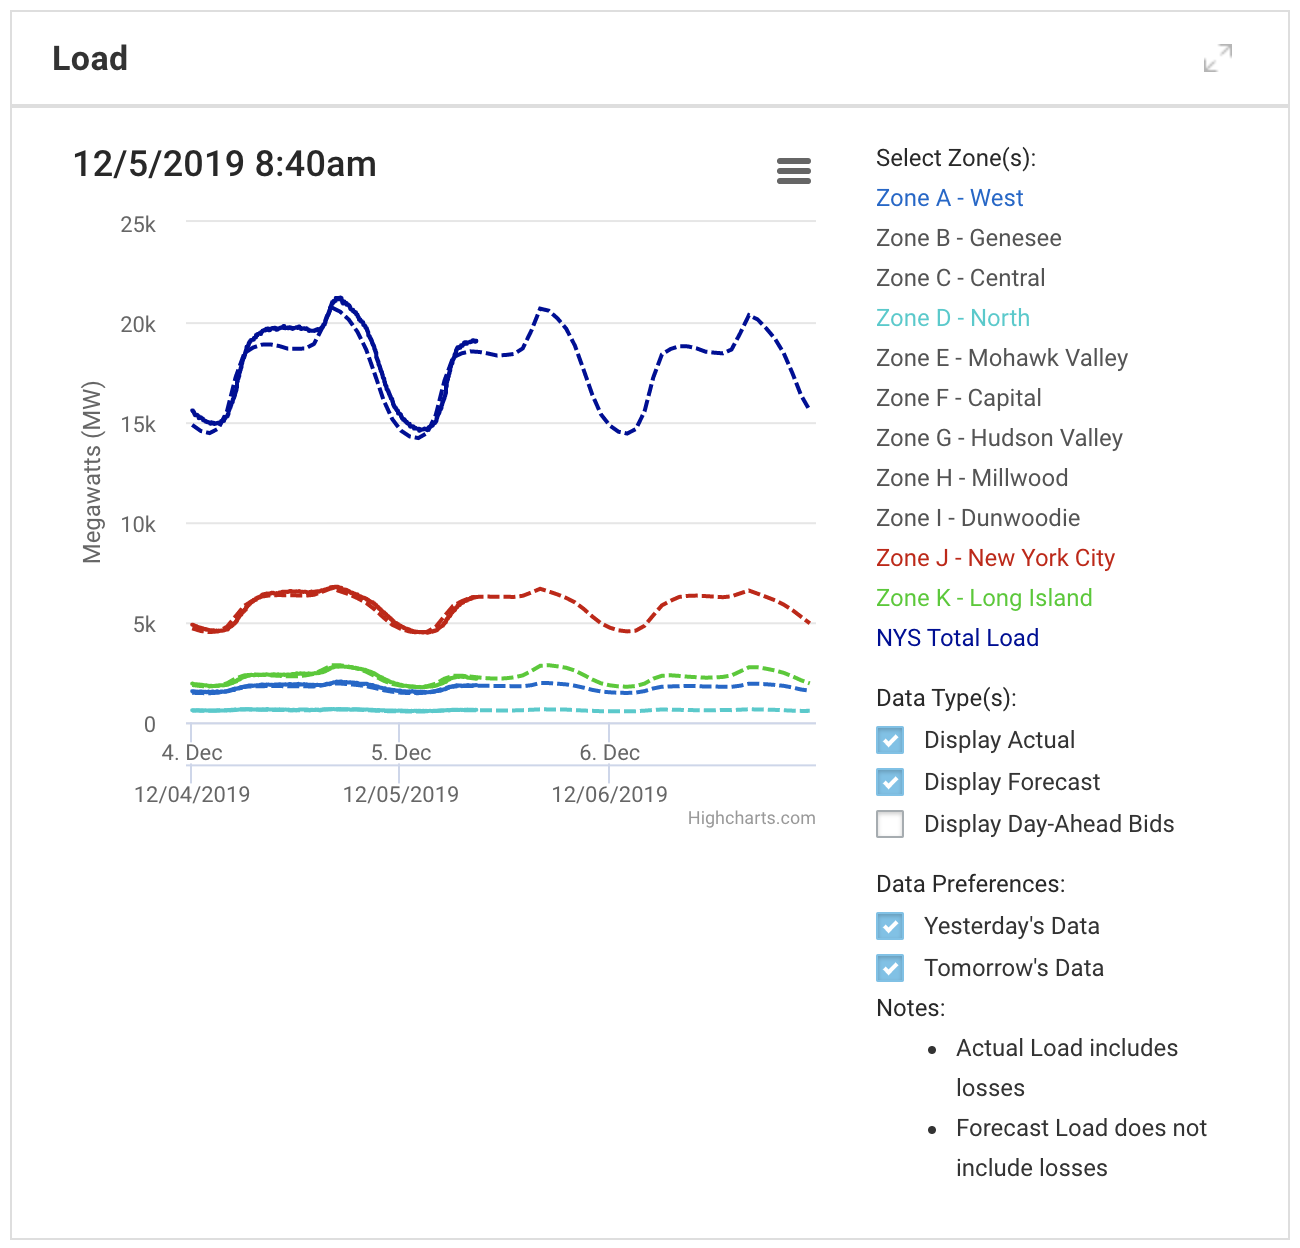 Load
12/5/2019 8:40am
25k
20k
15k
10k
5k
0
Megawatts (MW)
4. Dec
5. Dec
6. Dec
12/04/2019
12/05/2019
12/06/2019
Highcharts.com
Select Zone(s):
Zone A - West
Zone B - Genesee
Zone C - Central
Zone D - North
Zone E - Mohawk Valley
Zone F - Capital
Zone G - Hudson Valley
Zone H - Millwood
Zone I - Dunwoodie
Zone J - New York City
Zone K - Long Island
NYS Total Load
Data Type(s):
Display Actual
Display Forecast
Display Day-Ahead Bids
Data Preferences:
Yesterday's Data
Tomorrow's Data
Notes:
• Actual Load includes
losses
• Forecast Load does not
include losses